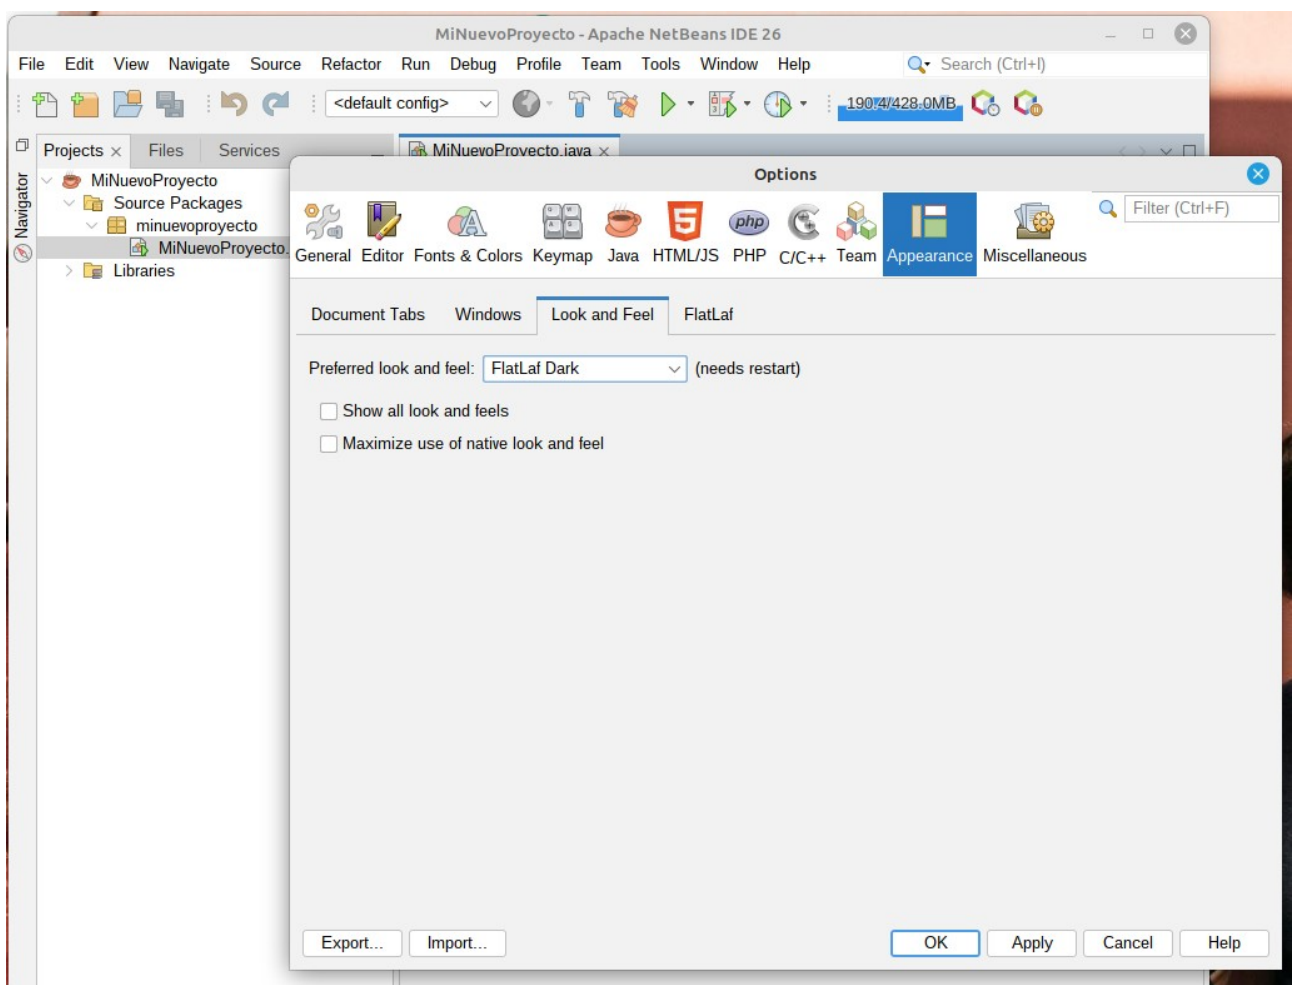 MiNuevoProyecto - Apache NetBeans IDE 26
File Edit View Navigate Source Refactor Run Debug Profile Team Tools Window Help Search (Ctrl+I)
<default config> 190.4/428.0MB
Projects Files Services MiNuevoProyecto.java
Navigator
MiNuevoProyecto
Source Packages
minuevoproyecto
MiNuevoProyecto.
Libraries
Options
General Editor Fonts & Colors Keymap Java HTML/JS PHP C/C++ Team Appearance Miscellaneous
php
Filter (Ctrl+F)
Document Tabs Windows Look and Feel FlatLaf
Preferred look and feel: FlatLaf Dark (needs restart)
Show all look and feels
Maximize use of native look and feel
Export... Import... OK Apply Cancel Help